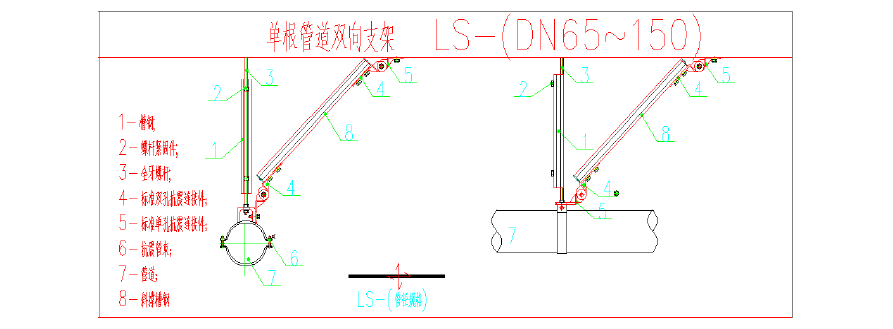 单根管道双向支架 LS-(DN65~150)
3 5 3 5
2 4 2 4
8 8
1 1
1-槽钢;
2-螺杆紧固件;
3-全牙螺杆;
4-标准双孔抗震连接件;
5-标准单孔抗震连接件;
6-抗震管束;
7-管道;
8-斜撑槽钢
4 4
5
6 7
7
LS-(管径规格)